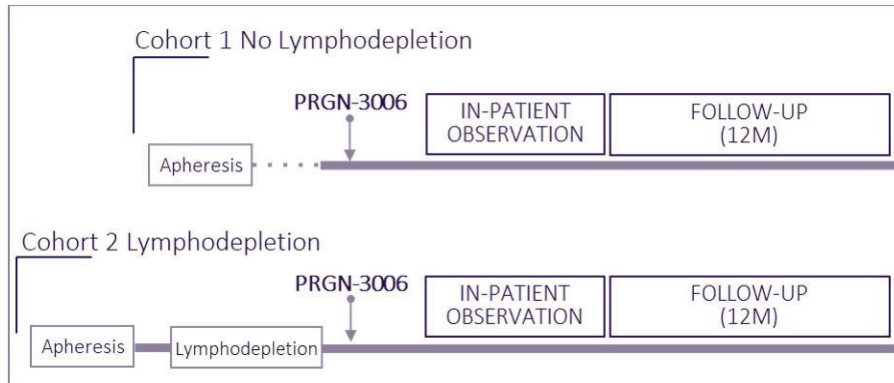 Cohort 1 No Lymphodepletion
PRGN-3006
IN-PATIENT
OBSERVATION
FOLLOW-UP
(12M)
Apheresis
Cohort 2 Lymphodepletion
PRGN-3006
IN-PATIENT
OBSERVATION
FOLLOW-UP
(12M)
Apheresis
Lymphodepletion